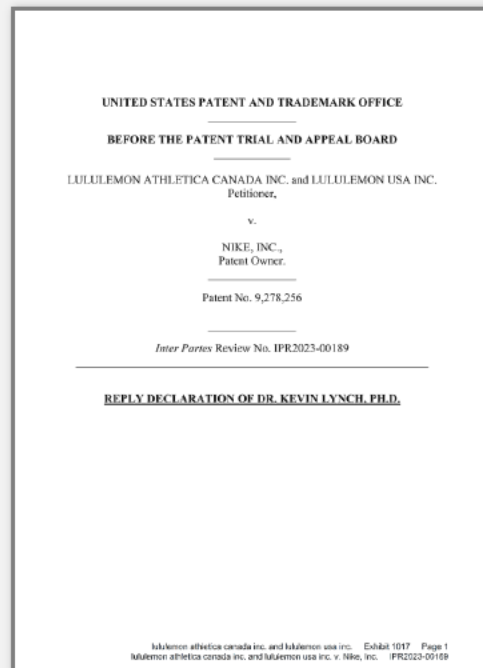 UNITED STATES PATENT AND TRADEMARK OFFICE
BEFORE THE PATENT TRIAL AND APPEAL BOARD
LULULEMON ATHLETICA CANADA INC. and LULULEMON USA INC.
Petitioner,
v.
NIKE, INC.,
Patent Owner.
Patent No. 9,278,256
Inter Partes Review No. IPR2023-00189
REPLY DECLARATION OF DR. KEVIN LYNCH, PH.D.
lululemon athletica canada inc. and lululemon usa inc. Exhibit 1017 Page 1
lululemon athletica canada inc. and lululemon usa inc. v. Nike, Inc. IPR2023-00189